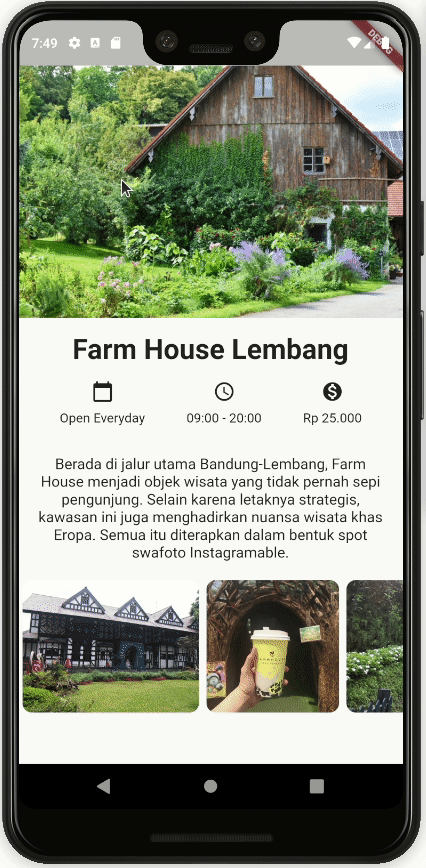 7:49
DEBUG
Farm House Lembang
Open Everyday
09:00 - 20:00
Rp 25.000
Berada di jalur utama Bandung-Lembang, Farm
House menjadi objek wisata yang tidak pernah sepi
pengunjung. Selain karena letaknya strategis,
kawasan ini juga menghadirkan nuansa wisata khas
Eropa. Semua itu diterapkan dalam bentuk spot
swafoto Instagramable.